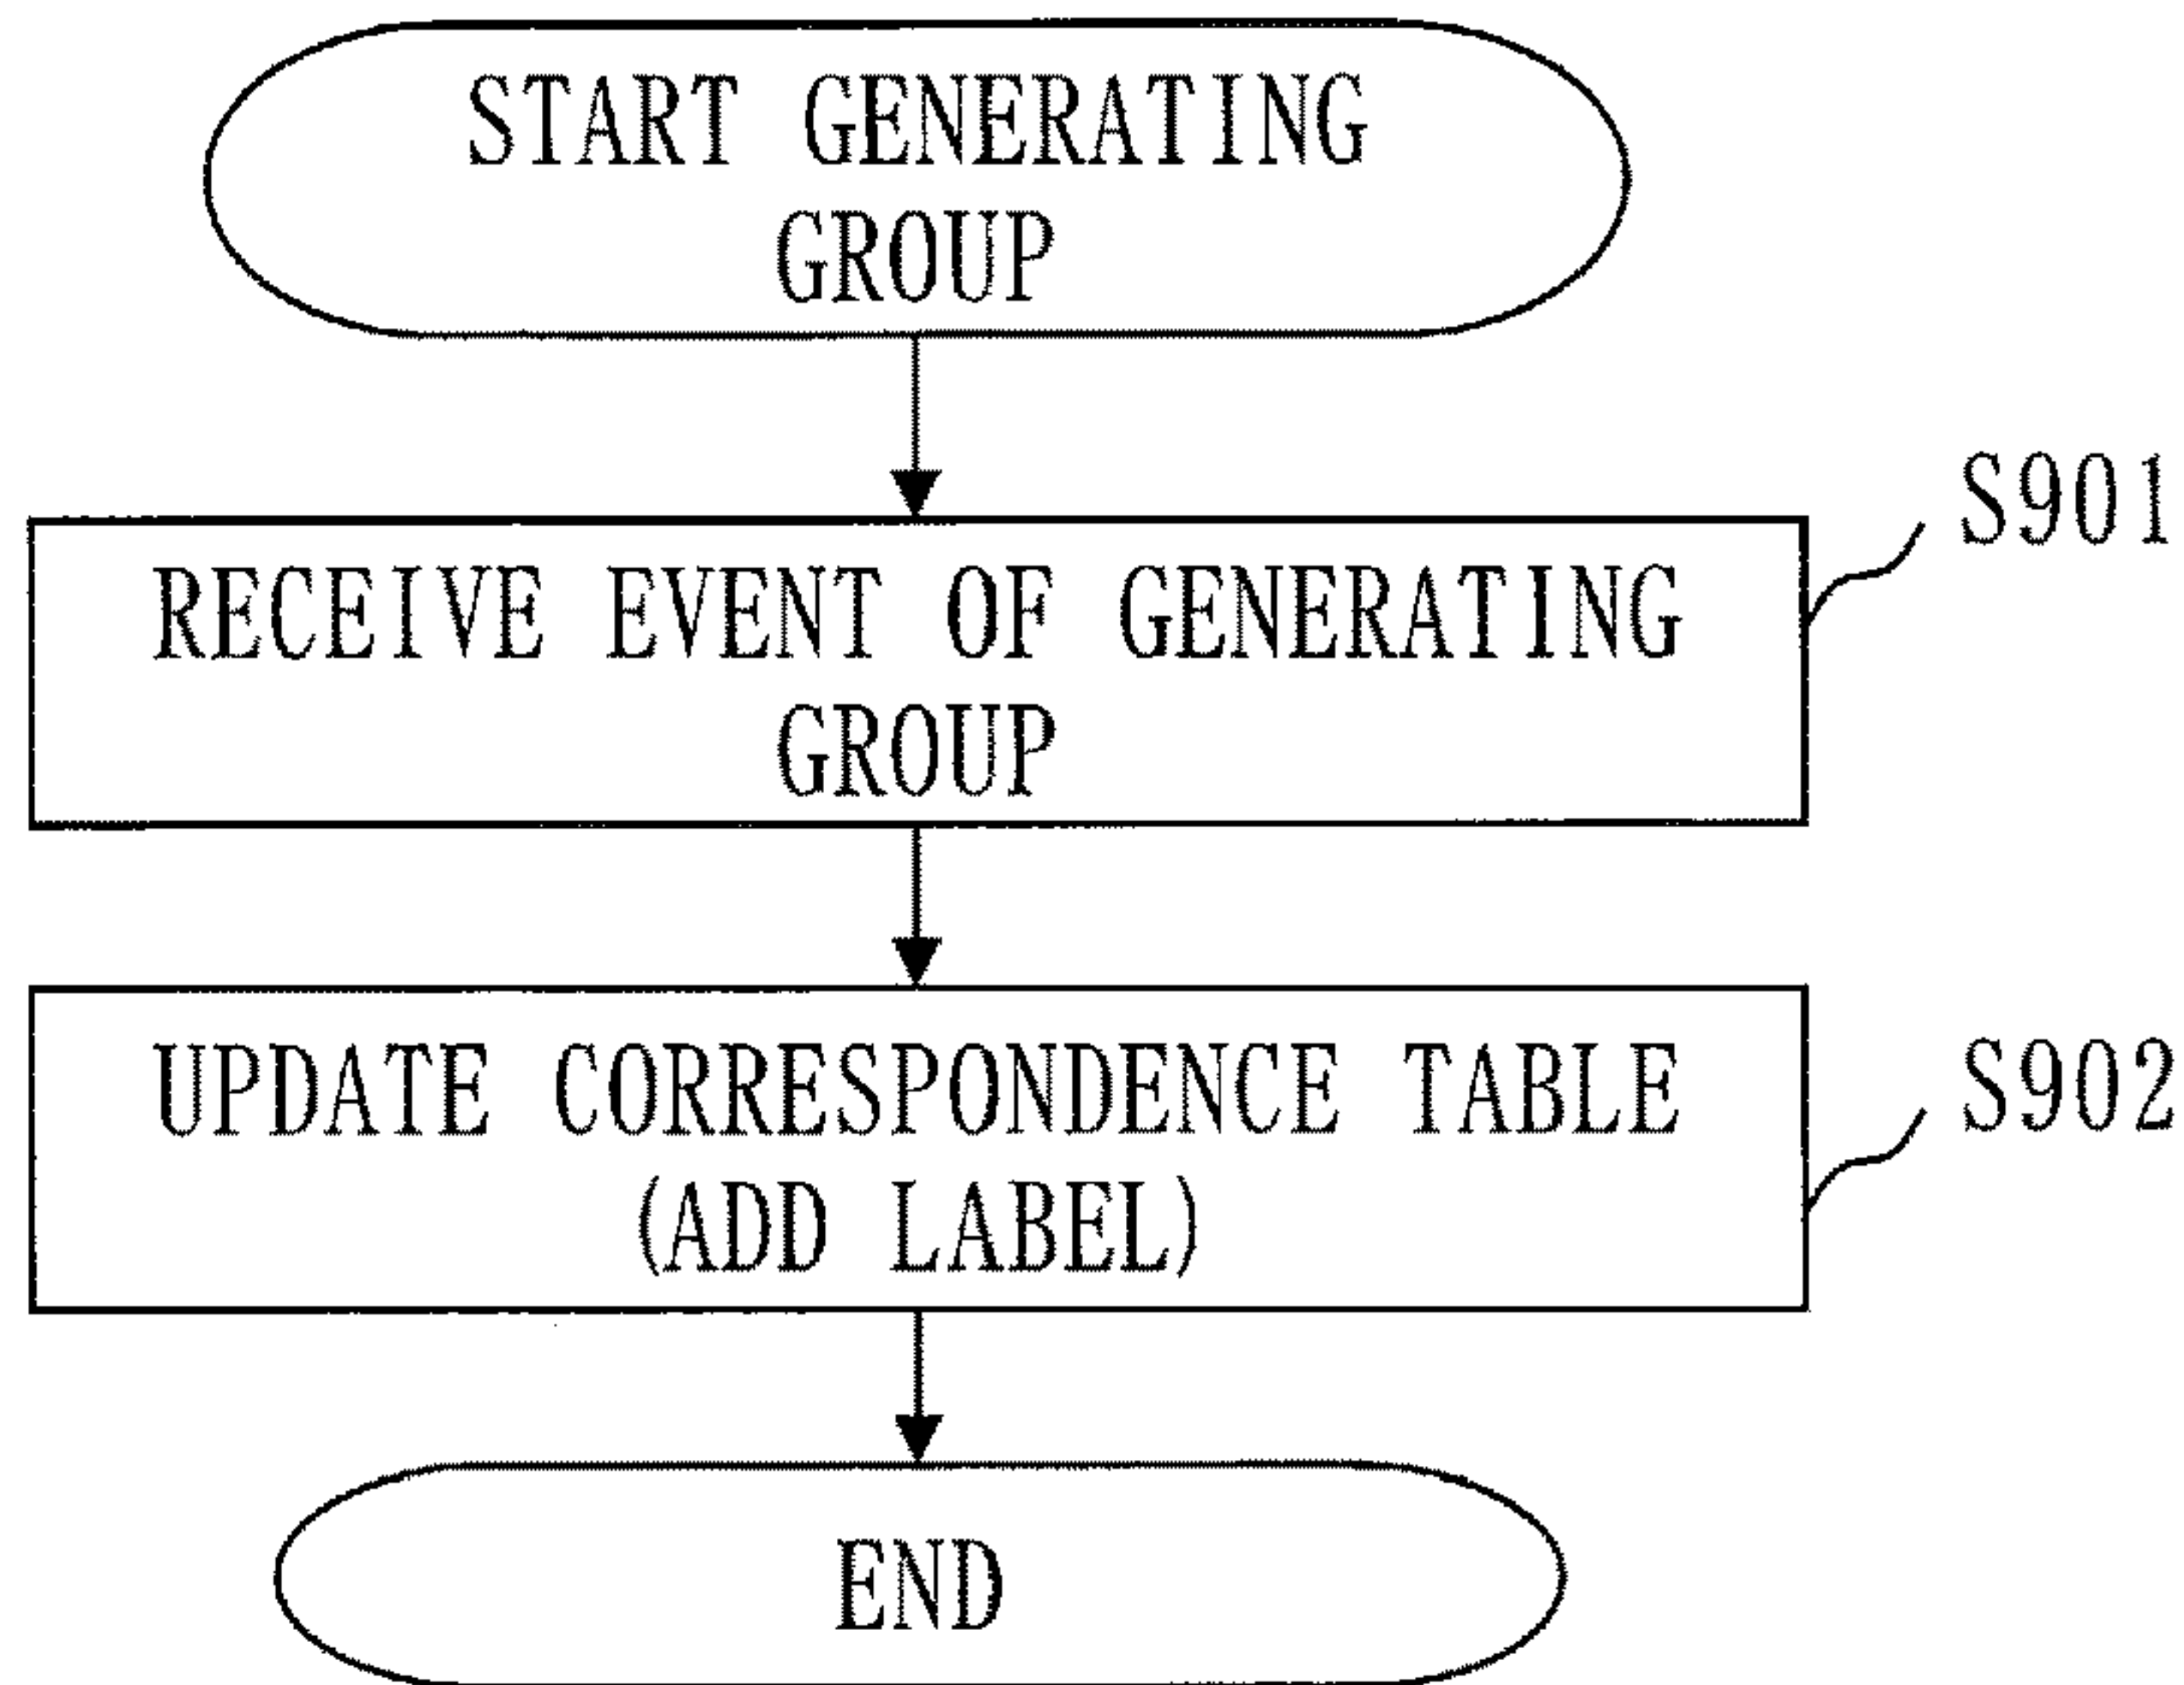 START GENERATING
GROUP
S901
RECEIVE EVENT OF GENERATING
GROUP
S902
UPDATE CORRESPONDENCE TABLE
(ADD LABEL)
END